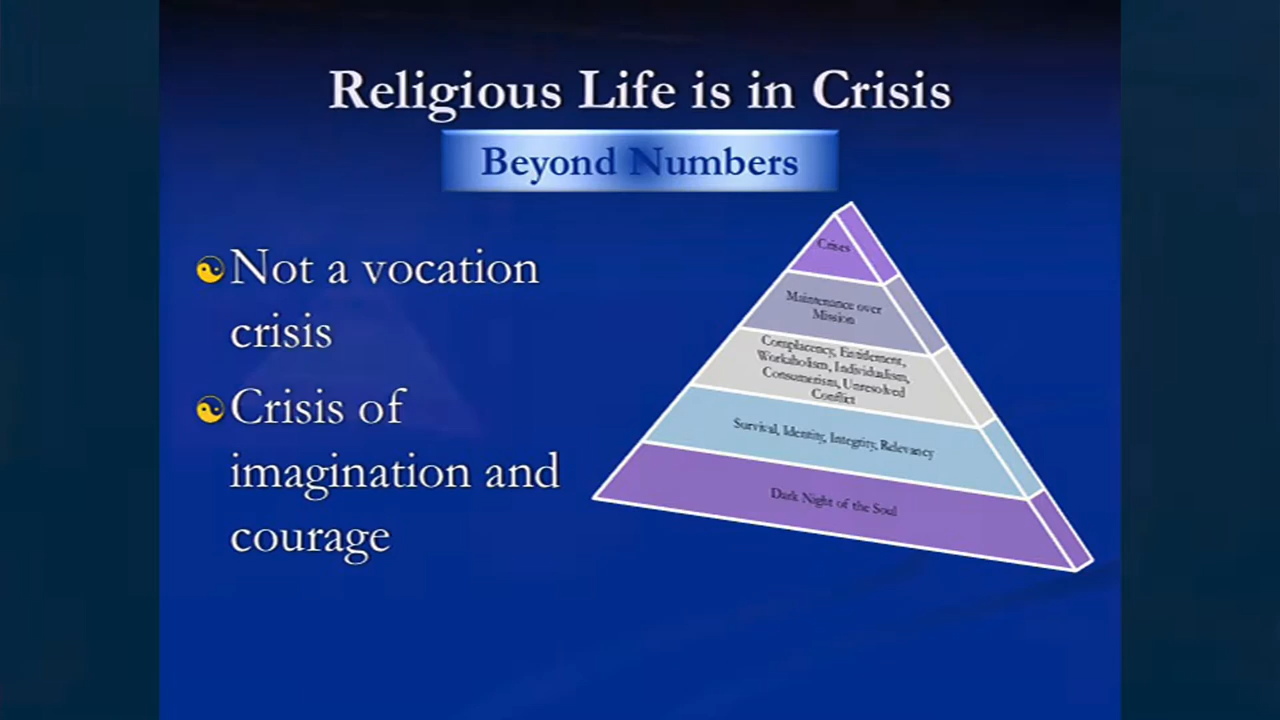 Religious Life is in Crisis
Beyond Numbers
Not a vocation
crisis
Crisis of
imagination and
courage
Crises
Maintenance over
Mission
Complacency, Entitlement,
Workaholism, Individualism,
Consumerism, Unresolved
Conflict
Survival, Identity, Integrity, Relevancy
Dark Night of the Soul